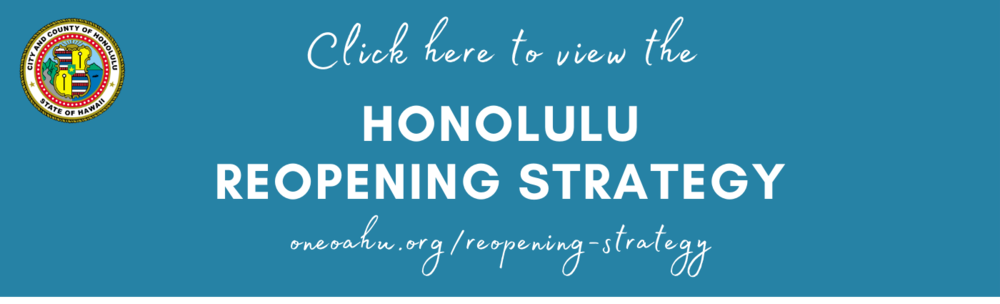 CITY AND COUNTY OF HONOLULU
STATE OF HAWAII
Click here to view the
HONOLULU
REOPENING STRATEGY
oneoahu.org/reopening-strategy